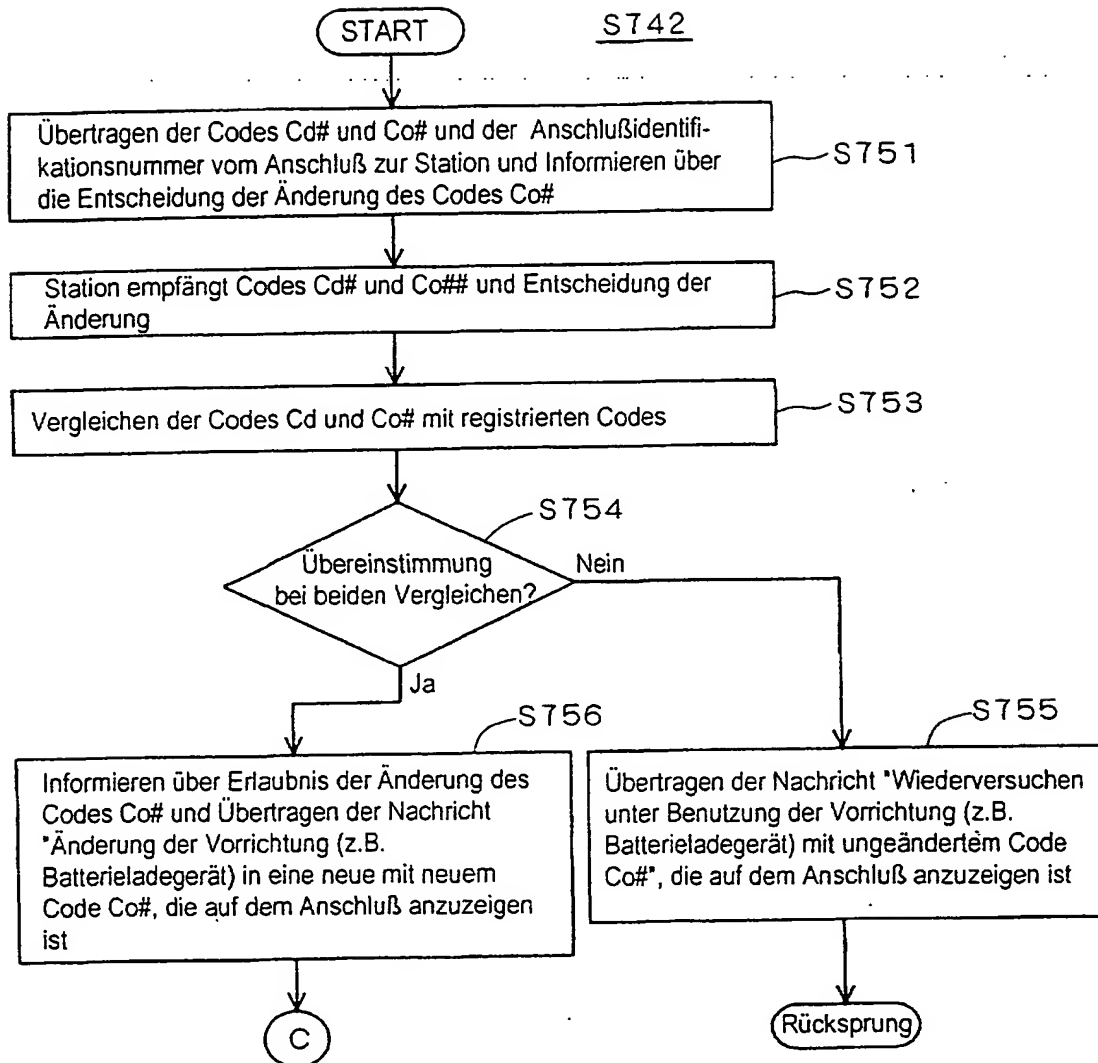 START
S742
Übertragen der Codes Cd# und Co# und der Anschlußidentifi-
kationsnummer vom Anschluß zur Station und Informieren über
die Entscheidung der Änderung des Codes Co#
S751
Station empfängt Codes Cd# und Co## und Entscheidung der
Änderung
S752
Vergleichen der Codes Cd und Co# mit registrierten Codes
S753
S754
Übereinstimmung
bei beiden Vergleichen?
Nein
Ja
S756
Informieren über Erlaubnis der Änderung des
Codes Co# und Übertragen der Nachricht
"Änderung der Vorrichtung (z.B.
Batterieladegerät) in eine neue mit neuem
Code Co#, die auf dem Anschluß anzuzeigen
ist
S755
Übertragen der Nachricht "Wiederversuchen
unter Benutzung der Vorrichtung (z.B.
Batterieladegerät) mit ungeändertem Code
Co#", die auf dem Anschluß anzuzeigen ist
C
Rücksprung